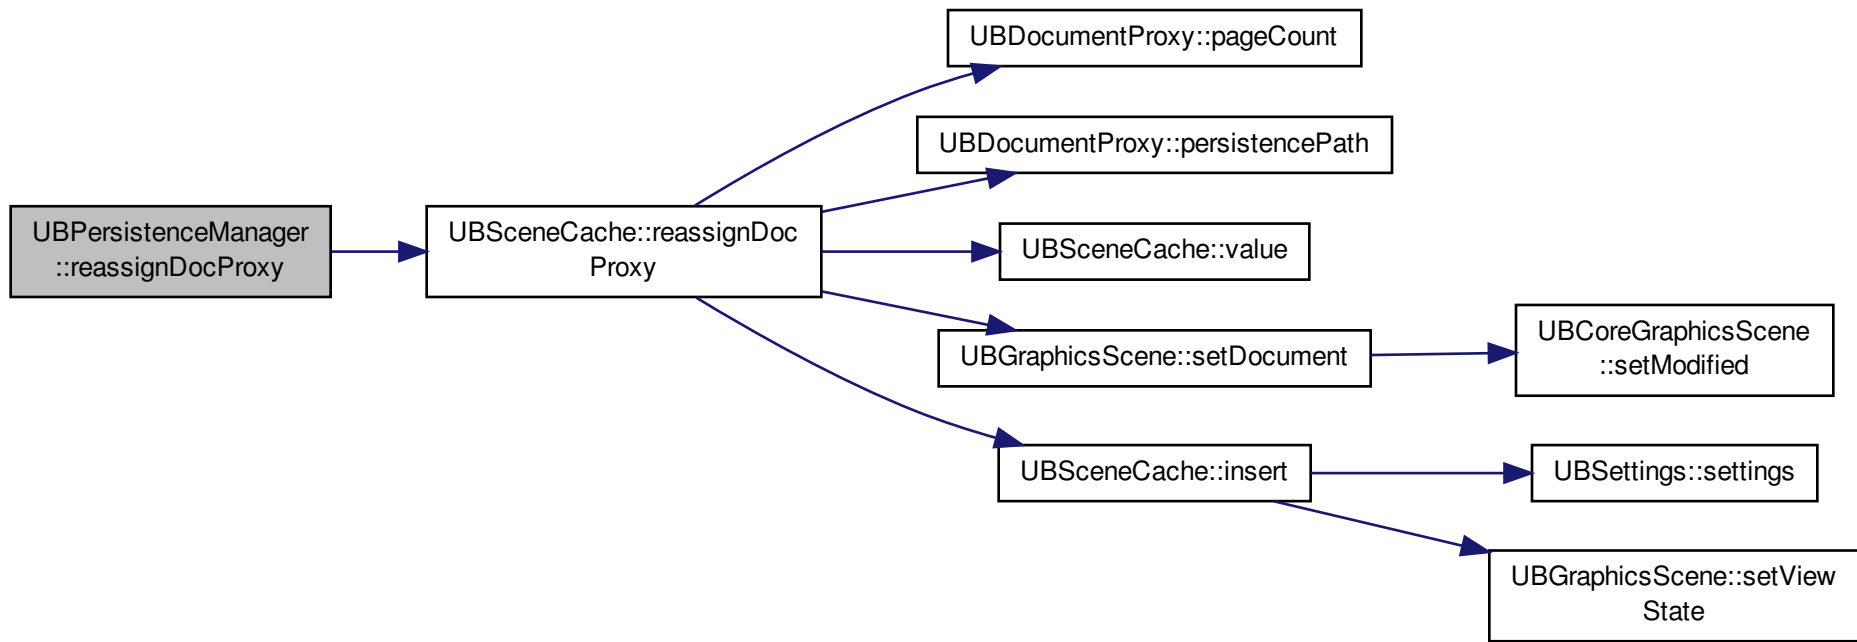 UBPersistenceManager
::reassignDocProxy
UBSceneCache::reassignDoc
Proxy
UBDocumentProxy::pageCount
UBDocumentProxy::persistencePath
UBSceneCache::value
UBGraphicsScene::setDocument
UBSceneCache::insert
UBCoreGraphicsScene
::setModified
UBSettings::settings
UBGraphicsScene::setView
State